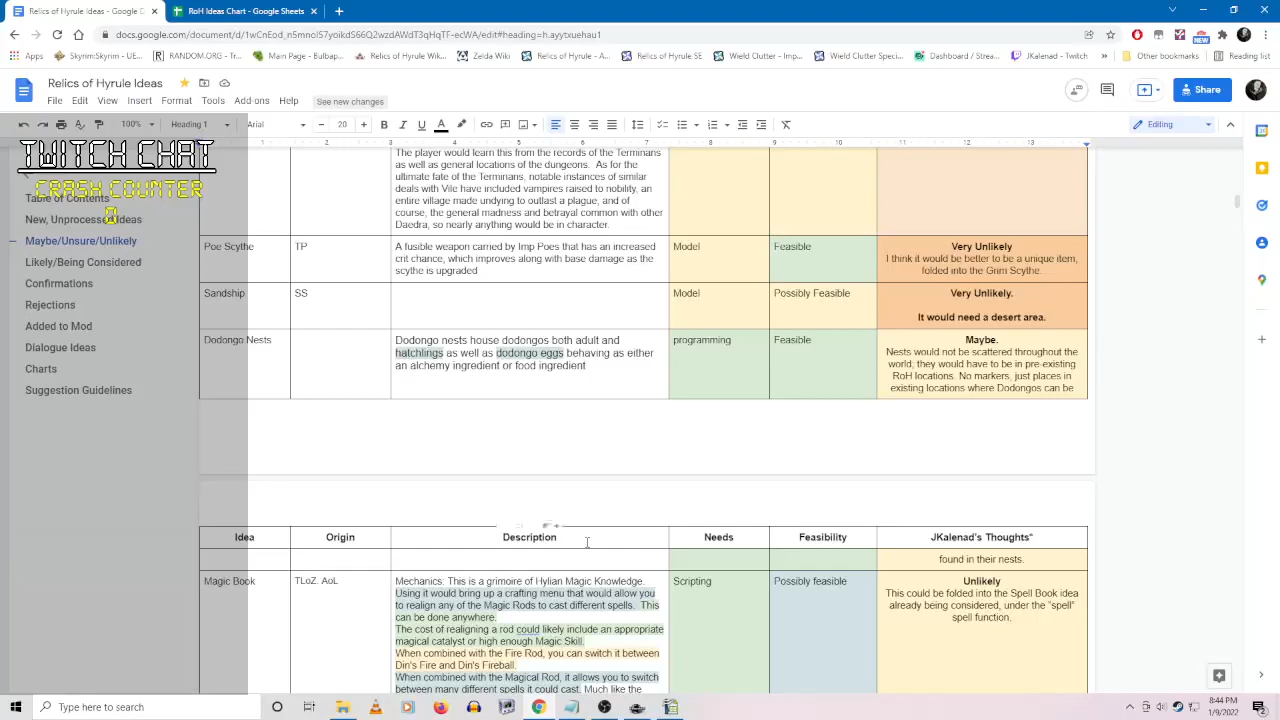 Relics of Hyrule Ideas - Google D
RoH Ideas Chart - Google Sheets
Apps
Skyrim:Skyrim - UE...
RANDOM.ORG - Tr...
Main Page - Bulbap...
Relics of Hyrule Wik...
Zelda Wiki
Relics of Hyrule - A...
Relics of Hyrule SE
Wield Clutter - Imp...
Wield Clutter Speci...
Dashboard / Strea...
JKalenad - Twitch
Other bookmarks
Reading list
Relics of Hyrule Ideas
File Edit View Insert Format Tools Add-ons Help See new changes
Share
100% Heading 1 Arial 20 Editing
TWITCH CHAT
CRASH COUNTER
0
Table of Contents
New, Unprocessed Ideas
Maybe/Unsure/Unlikely
Likely/Being Considered
Confirmations
Rejections
Added to Mod
Dialogue Ideas
Charts
Suggestion Guidelines
1 2 3 4 5 6 7 8 9 10 11 12 13
The player would learn this from the records of the Terminans
as well as general locations of the dungeons. As for the
ultimate fate of the Terminans, notable instances of similar
deals with Vile have included vampires raised to nobility, an
entire village made undying to outlast a plague, and of
course, the general madness and betrayal common with other
Daedra, so nearly anything would be in character.
Poe Scythe
TP
A fusible weapon carried by Imp Poes that has an increased
crit chance, which improves along with base damage as the
scythe is upgraded
Model
Feasible
Very Unlikely
I think it would be better to be a unique item,
folded into the Grim Scythe.
Sandship
SS
Model
Possibly Feasible
Very Unlikely.
It would need a desert area.
Dodongo Nests
Dodongo nests house dodongos both adult and
hatchlings as well as dodongo eggs behaving as either
an alchemy ingredient or food ingredient
programming
Feasible
Maybe.
Nests would not be scattered throughout the
world; they would have to be in pre-existing
RoH locations. No markers, just places in
existing locations where Dodongos can be
Idea
Origin
Description
Needs
Feasibility
JKalenad's Thoughts*
found in their nests.
Magic Book
TLoZ. AoL
Mechanics: This is a grimoire of Hylian Magic Knowledge.
Using it would bring up a crafting menu that would allow you
to realign any of the Magic Rods to cast different spells. This
can be done anywhere.
The cost of realigning a rod could likely include an appropriate
magical catalyst or high enough Magic Skill.
When combined with the Fire Rod, you can switch it between
Din's Fire and Din's Fireball.
When combined with the Magical Rod, it allows you to switch
between many different spells it could cast. Much like the
Scripting
Possibly feasible
Unlikely
This could be folded into the Spell Book idea
already being considered, under the "spell"
spell function.
Type here to search
8:44 PM
1/9/2022